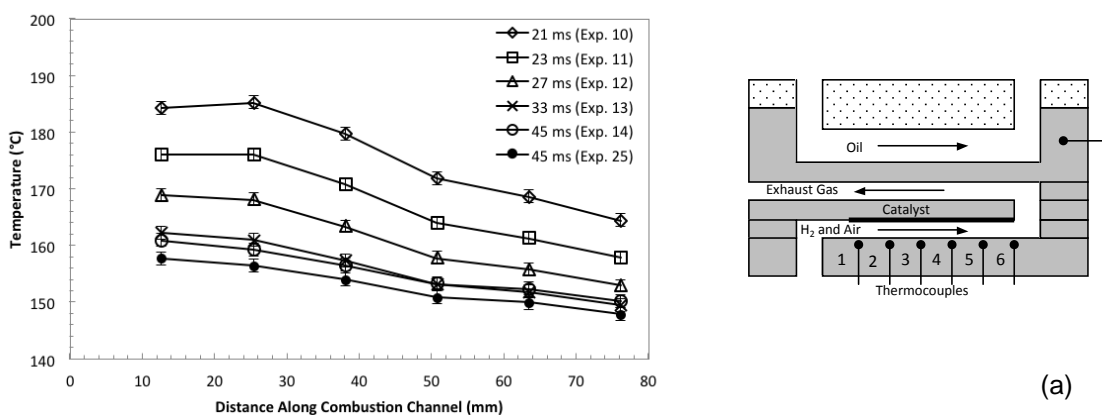 200
180
160
140
120
100
Temperature (°C)
0
10
20
30
40
50
60
70
80
Distance Along Combustion Channel (mm)
21 ms (Exp. 10)
23 ms (Exp. 11)
27 ms (Exp. 12)
33 ms (Exp. 13)
45 ms (Exp. 14)
45 ms (Exp. 25)
Oil
Exhaust Gas
Catalyst
H₂ and Air
1 2 3 4 5 6
Thermocouples
(a)